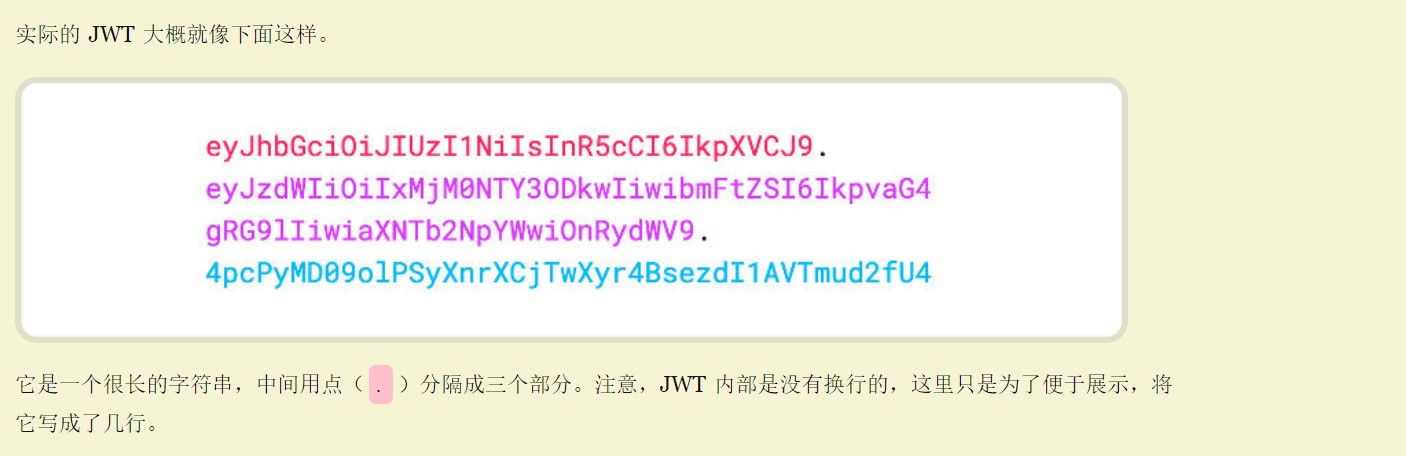 实际的 JWT 大概就像下面这样。
eyJhbGciOiJIUzI1NiIsInR5cCI6IkpXVCJ9.
eyJzdWIiOiIxMjM0NTY3ODkwIiwibmFtZSI6IkpvaG4
gRG9lIiwiaXNTb2NpYWwiOnRydWV9.
4pcPyMD09olPSyXnrXCjTwXyr4BsezdI1AVTmud2fU4
它是一个很长的字符串，中间用点（.）分隔成三个部分。注意，JWT 内部是没有换行的，这里只是为了便于展示，将
它写成了几行。